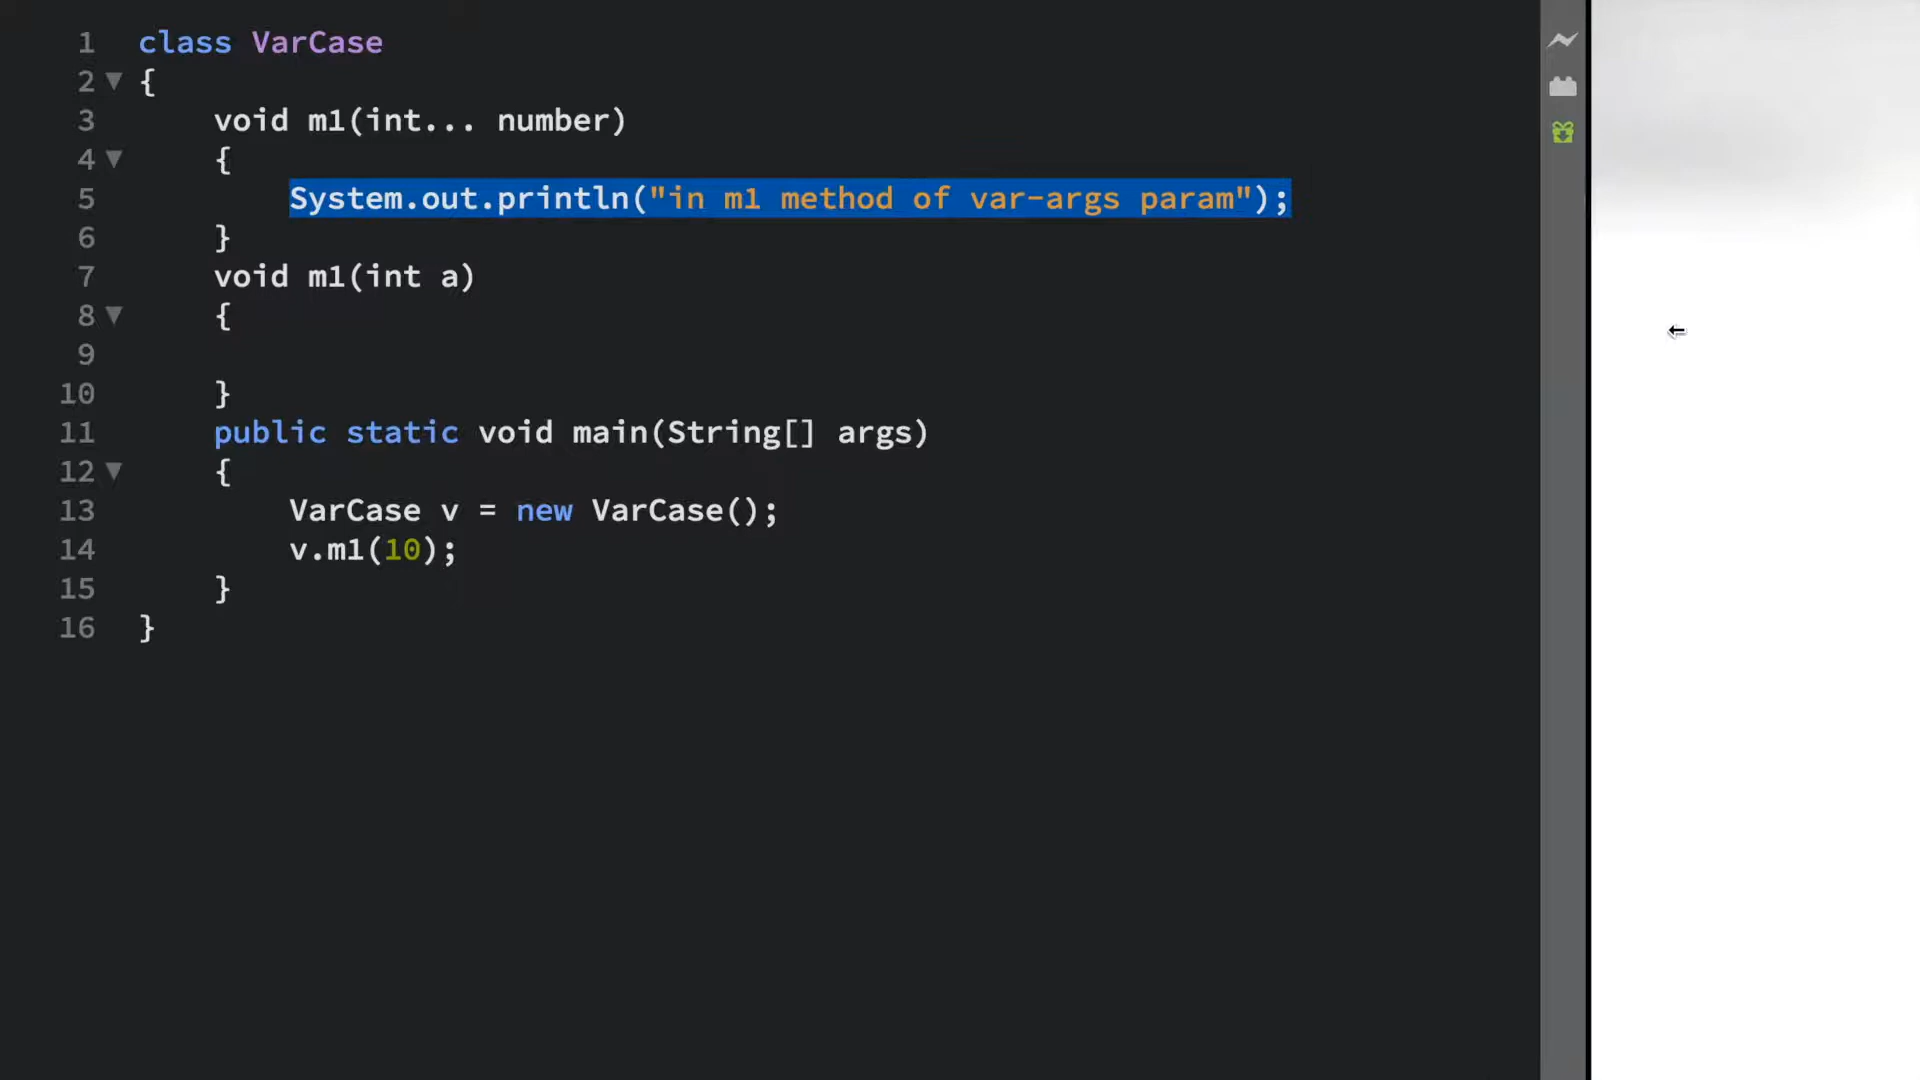 1 class VarCase
2 {
3 void m1(int... number)
4 {
5 System.out.println("in m1 method of var-args param");
6 }
7 void m1(int a)
8 {
9
10 }
11 public static void main(String[] args)
12 {
13 VarCase v = new VarCase();
14 v.m1(10);
15 }
16 }